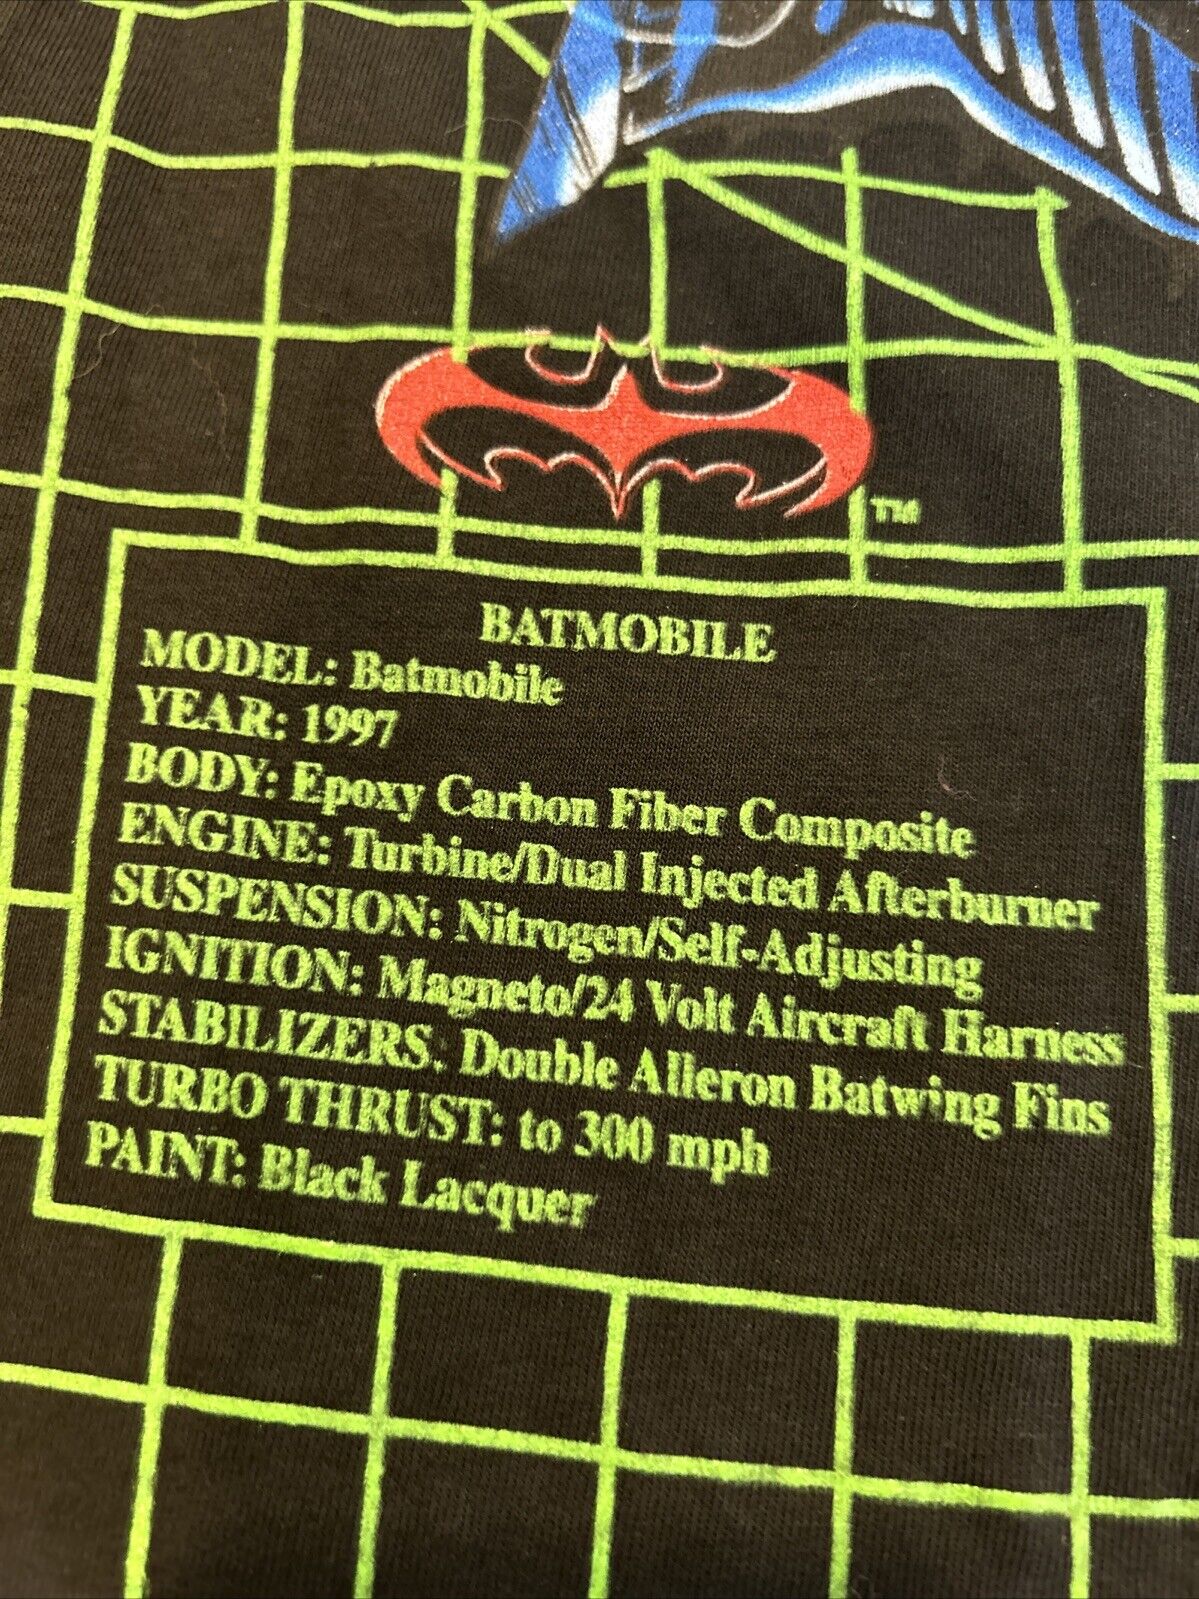 TM
BATMOBILE
MODEL: Batmobile
YEAR: 1997
BODY: Epoxy Carbon Fiber Composite
ENGINE: Turbine/Dual Injected Afterburner
SUSPENSION: Nitrogen/Self-Adjusting
IGNITION: Magneto/24 Volt Aircraft Harness
STABILIZERS: Double Alleron Batwing Fins
TURBO THRUST: to 300 mph
PAINT: Black Lacquer